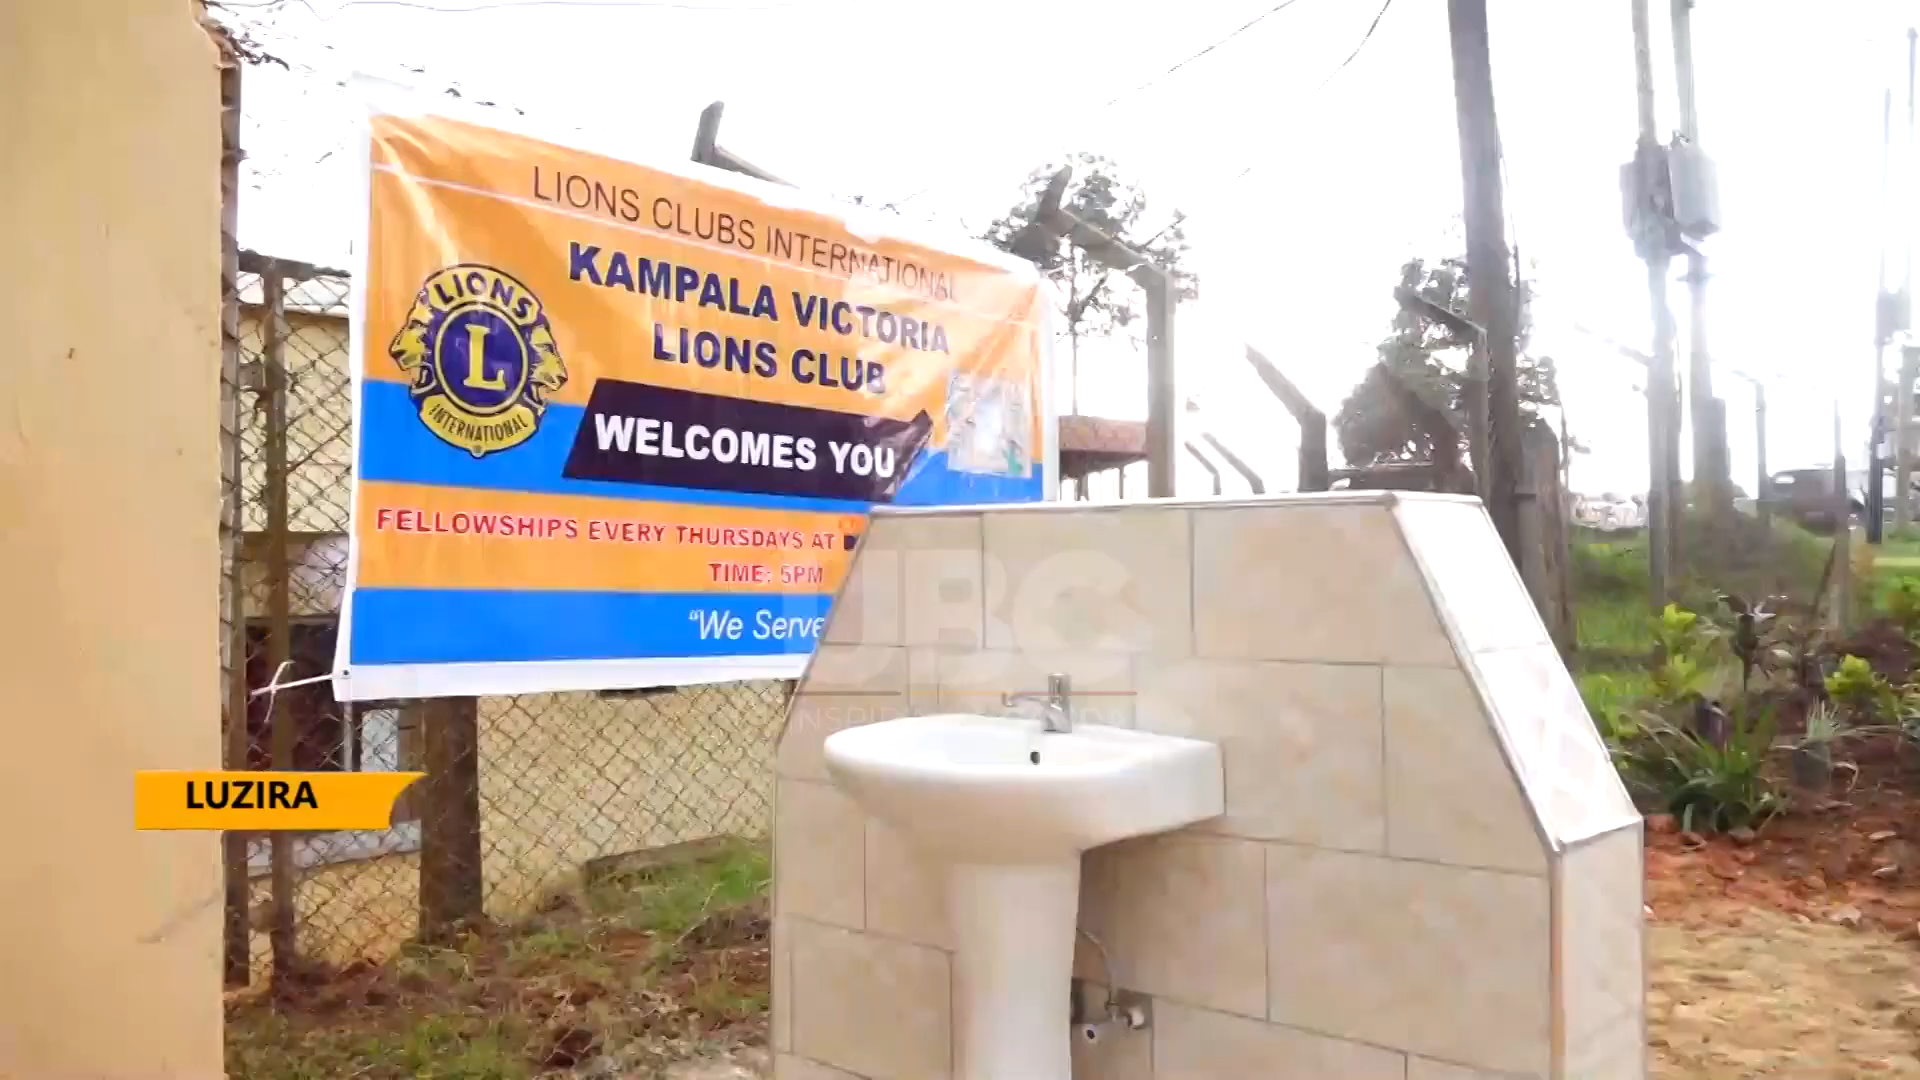 LIONS CLUBS INTERNATIONAL
KAMPALA VICTORIA
LIONS CLUB
LIONS
L
INTERNATIONAL
WELCOMES YOU
FELLOWSHIPS EVERY THURSDAYS AT
TIME: 5PM
"We Serve
UBC
LUZIRA